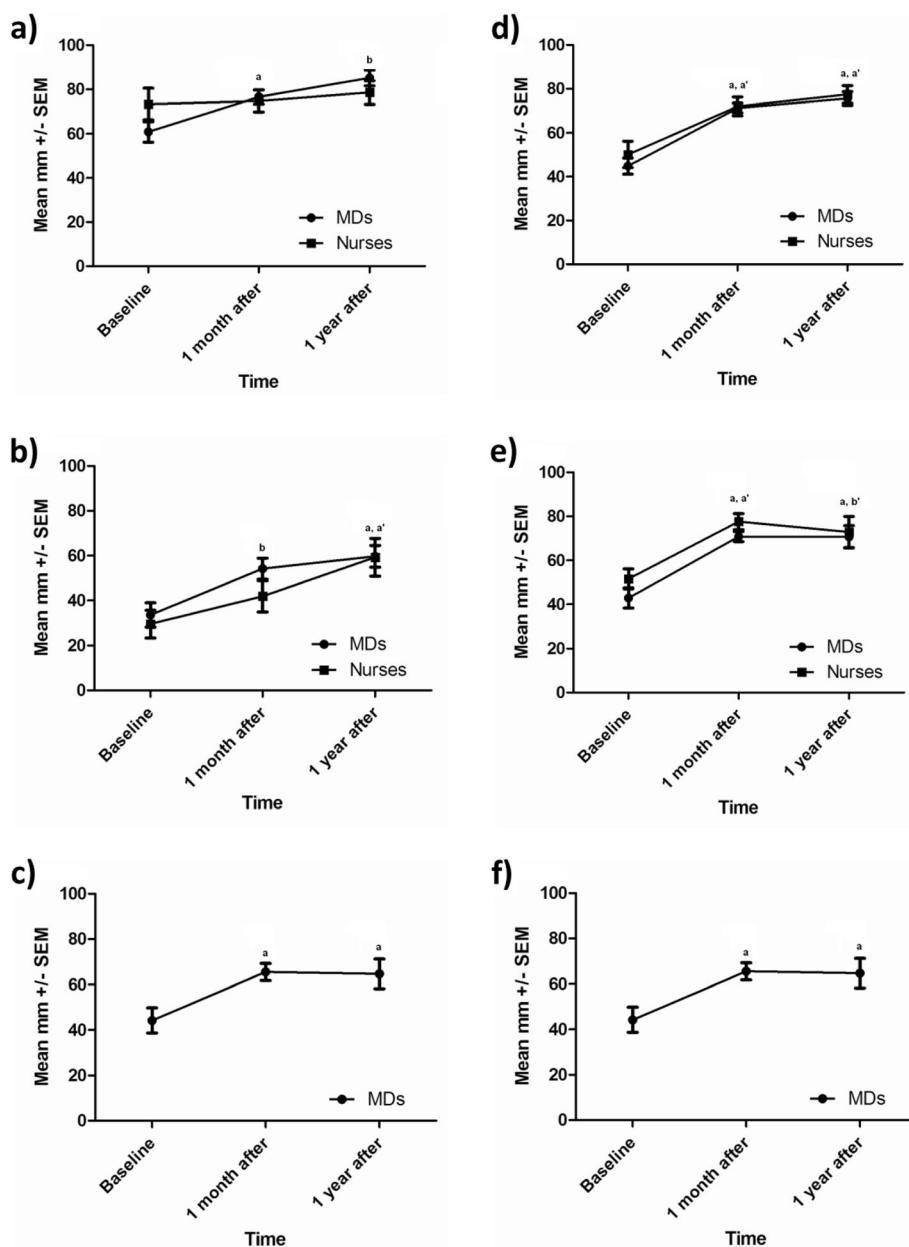 a)
Mean mm +/- SEM
100
80
60
40
20
0
a
b
MDs
Nurses
Baseline
1 month after
1 year after
Time
d)
Mean mm +/- SEM
100
80
60
40
20
0
a, a'
a, a'
MDs
Nurses
Baseline
1 month after
1 year after
Time
b)
Mean mm +/- SEM
100
80
60
40
20
0
b
a, a'
MDs
Nurses
Baseline
1 month after
1 year after
Time
e)
Mean mm +/- SEM
100
80
60
40
20
0
a, a'
a, b'
MDs
Nurses
Baseline
1 month after
1 year after
Time
c)
Mean mm +/- SEM
100
80
60
40
20
0
a
a
MDs
Baseline
1 month after
1 year after
Time
f)
Mean mm +/- SEM
100
80
60
40
20
0
a
a
MDs
Baseline
1 month after
1 year after
Time